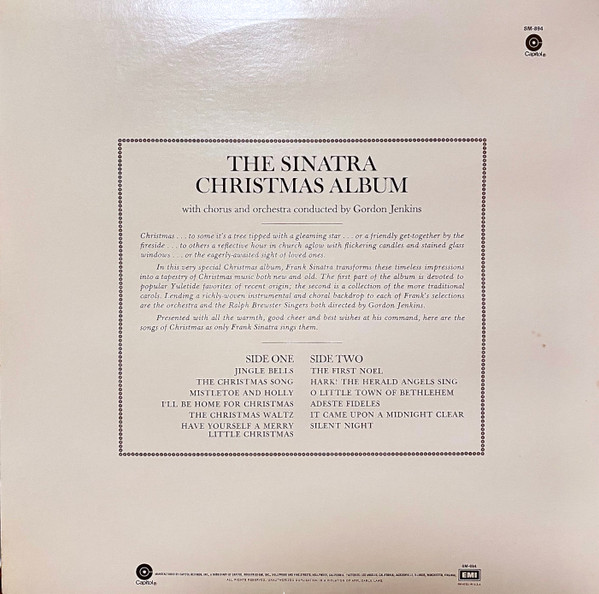 SM-894
Capitol®
THE SINATRA
CHRISTMAS ALBUM
with chorus and orchestra conducted by Gordon Jenkins
Christmas . . . to some it's a tree tipped with a gleaming star . . . or a friendly get-together by the
fireside . . . to others a reflective hour in church aglow with flickering candles and stained glass
windows . . . or the eagerly-awaited sight of loved ones.
In this very special Christmas album, Frank Sinatra transforms these timeless impressions
into a tapestry of Christmas music both new and old. The first part of the album is devoted to
popular Yuletide favorites of recent origin; the second is a collection of the more traditional
carols. Lending a richly-woven instrumental and choral backdrop to each of Frank's selections
are the orchestra and the Ralph Brewster Singers both directed by Gordon Jenkins.
Presented with all the warmth, good cheer and best wishes at his command, here are the
songs of Christmas as only Frank Sinatra sings them.
SIDE ONE
JINGLE BELLS
THE CHRISTMAS SONG
MISTLETOE AND HOLLY
I'LL BE HOME FOR CHRISTMAS
THE CHRISTMAS WALTZ
HAVE YOURSELF A MERRY
LITTLE CHRISTMAS
SIDE TWO
THE FIRST NOEL
HARK! THE HERALD ANGELS SING
O LITTLE TOWN OF BETHLEHEM
ADESTE FIDELES
IT CAME UPON A MIDNIGHT CLEAR
SILENT NIGHT
Capitol®
MANUFACTURED BY CAPITOL RECORDS, INC.,
ALL RIGHTS RESERVED.
SM-894
EMI